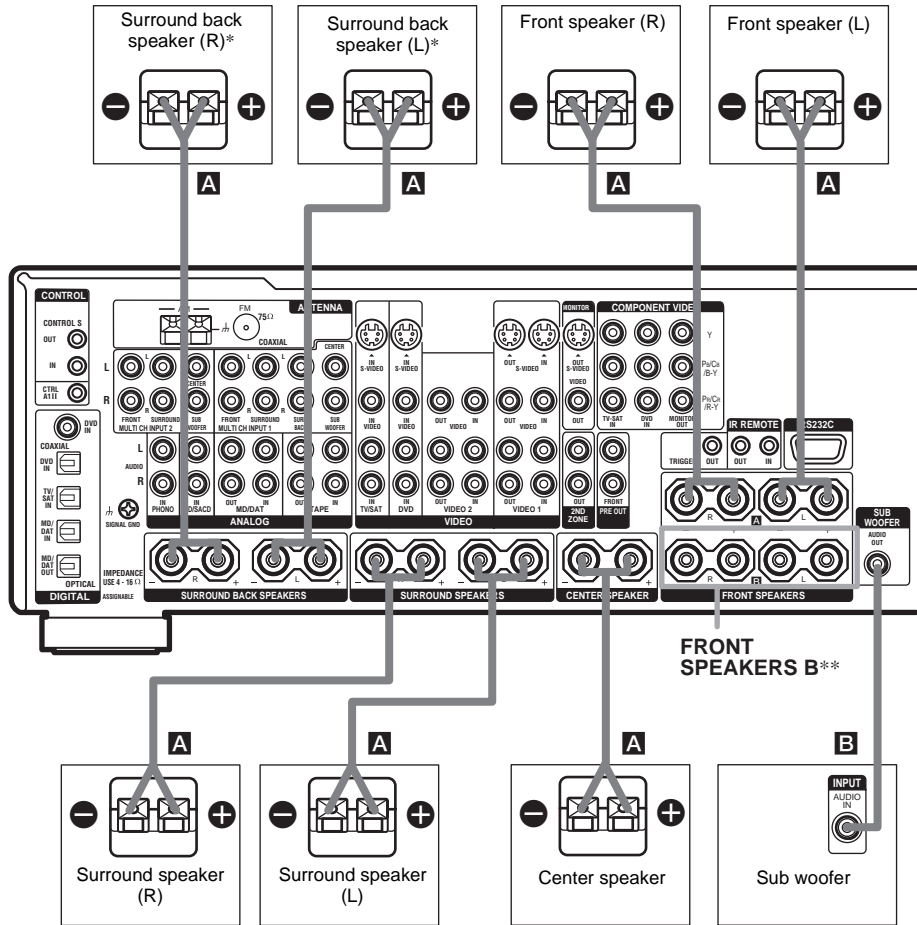 Surround back
speaker (R)*
Surround back
speaker (L)*
Front speaker (R)
Front speaker (L)
A
A
A
A
CONTROL
CONTROL S
OUT
IN
CTRL
A1II
AM
FM
75Ω
COAXIAL
ANTENNA
L
R
L
R
CENTER
FRONT
SURROUND
SUB
WOOFER
MULTI CH INPUT 2
L
R
CENTER
FRONT
SURROUND
SUB
WOOFER
MULTI CH INPUT 1
IN
S-VIDEO
IN
S-VIDEO
OUT
IN
S-VIDEO
MONITOR
OUT
S-VIDEO
VIDEO
OUT
IN
VIDEO
IN
VIDEO
OUT
IN
VIDEO
OUT
IN
VIDEO
COMPONENT VIDEO
Y
PB/CB
/B-Y
PR/CR
/R-Y
TV-SAT
IN
DVD
IN
MONITOR
OUT
IR REMOTE
TRIGGER
OUT
OUT
IN
DVD
IN
COAXIAL
DVD
IN
TV/
SAT
IN
MD/
DAT
IN
MD/
DAT
OUT
OPTICAL
DIGITAL
ASSIGNABLE
L
AUDIO
R
SIGNAL GND
IN
PHONO
IN
OUT
IN
MD/DAT
OUT
IN
ANALOG
IN
TV/SAT
IN
DVD
OUT
IN
VIDEO 2
OUT
IN
VIDEO 1
VIDEO
OUT
2ND
ZONE
FRONT
PRE OUT
IMPEDANCE
USE 4 - 16 Ω
– R +
– L +
SURROUND BACK SPEAKERS
–
+
–
+
SURROUND SPEAKERS
–
+
CENTER SPEAKER
R
A
L
R
B
L
FRONT SPEAKERS
SUB
WOOFER
AUDIO
OUT
FRONT
SPEAKERS B**
A
A
A
B
Surround speaker
(R)
Surround speaker
(L)
Center speaker
INPUT
AUDIO
IN
Sub woofer